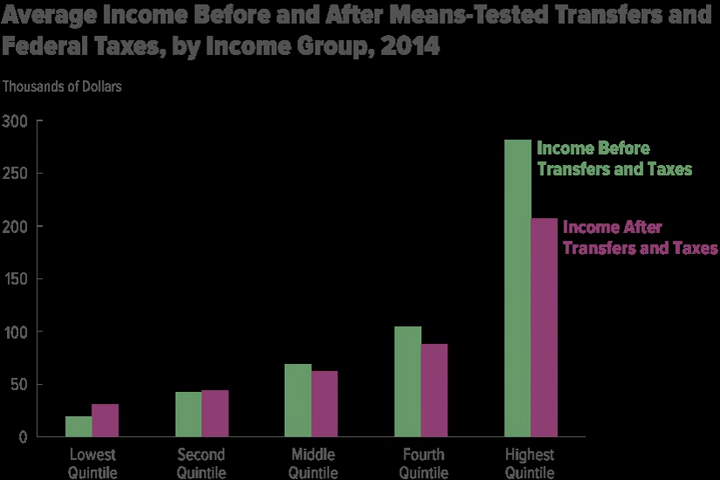 Average Income Before and After Means-Tested Transfers and
Federal Taxes, by Income Group, 2014
Thousands of Dollars
300
250
200
150
100
50
0
Income Before
Transfers and Taxes
Income After
Transfers and Taxes
Lowest
Quintile
Second
Quintile
Middle
Quintile
Fourth
Quintile
Highest
Quintile